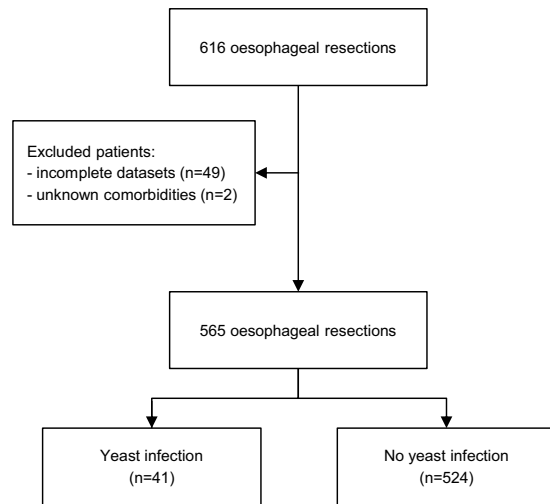 616 oesophageal resections
Excluded patients:
- incomplete datasets (n=49)
- unknown comorbidities (n=2)
565 oesophageal resections
Yeast infection
(n=41)
No yeast infection
(n=524)